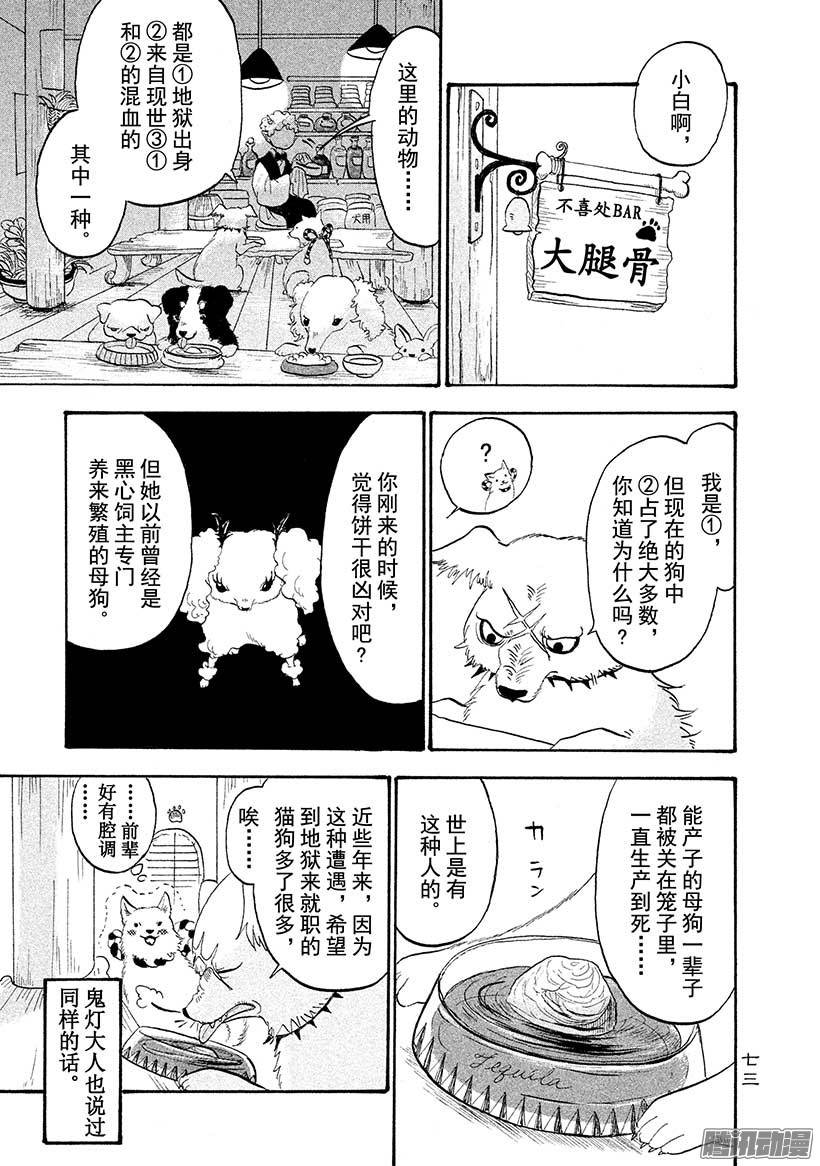 小白啊，
不喜处BAR
大腿骨
这里的动物……
都是①地狱出身
②来自现世③①
和②的混血的
其中一种。
犬用
我是①，
但现在的狗中
②占了绝大多数，
你知道为什么吗？
？
你刚来的时候，
觉得饼干很凶对吧？
但她以前曾经是
黑心饲主专门
养来繁殖的母狗。
能产子的母狗一辈子
都被关在笼子里，
一直生产到死……
カラン
世上是有
这种人的。
Tequila
近些年来，因为
这种遭遇，希望
到地狱来就职的
猫狗多了很多，
唉……
……前辈
好有腔调
鬼灯大人也说过
同样的话。
七三
腾讯动漫